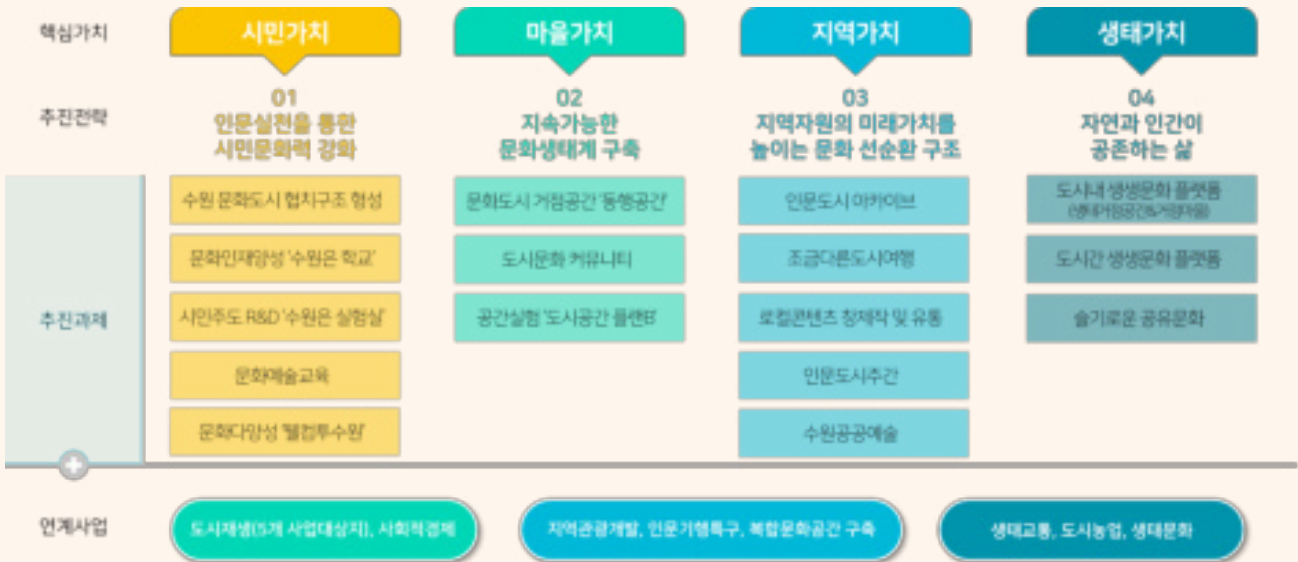 핵심가치
시민가치
마을가치
지역가치
생태가치
추진전략
01
인문실천을 통한
시민문화력 강화
02
지속가능한
문화생태계 구축
03
지역자원의 미래가치를
높이는 문화 선순환 구조
04
자연과 인간이
공존하는 삶
추진과제
수원 문화도시 협치구조 형성
문화인재양성 '수원은 학교'
시민주도 R&D '수원은 실험실'
문화예술교육
문화다양성 '웰컴투수원'
문화도시 거점공간 '동행공간'
도시문화 커뮤니티
공간실험 '도시공간 플랜B'
인문도시 아카이브
조금다른도시여행
로컬콘텐츠 창제작 및 유통
인문도시주간
수원공공예술
도시내 생생문화 플랫폼
(생태거점공간&거점마을)
도시간 생생문화 플랫폼
슬기로운 공유문화
연계사업
도시재생(5개 사업대상지), 사회적경제
지역관광개발, 인문기행특구, 복합문화공간 구축
생태교통, 도시농업, 생태문화